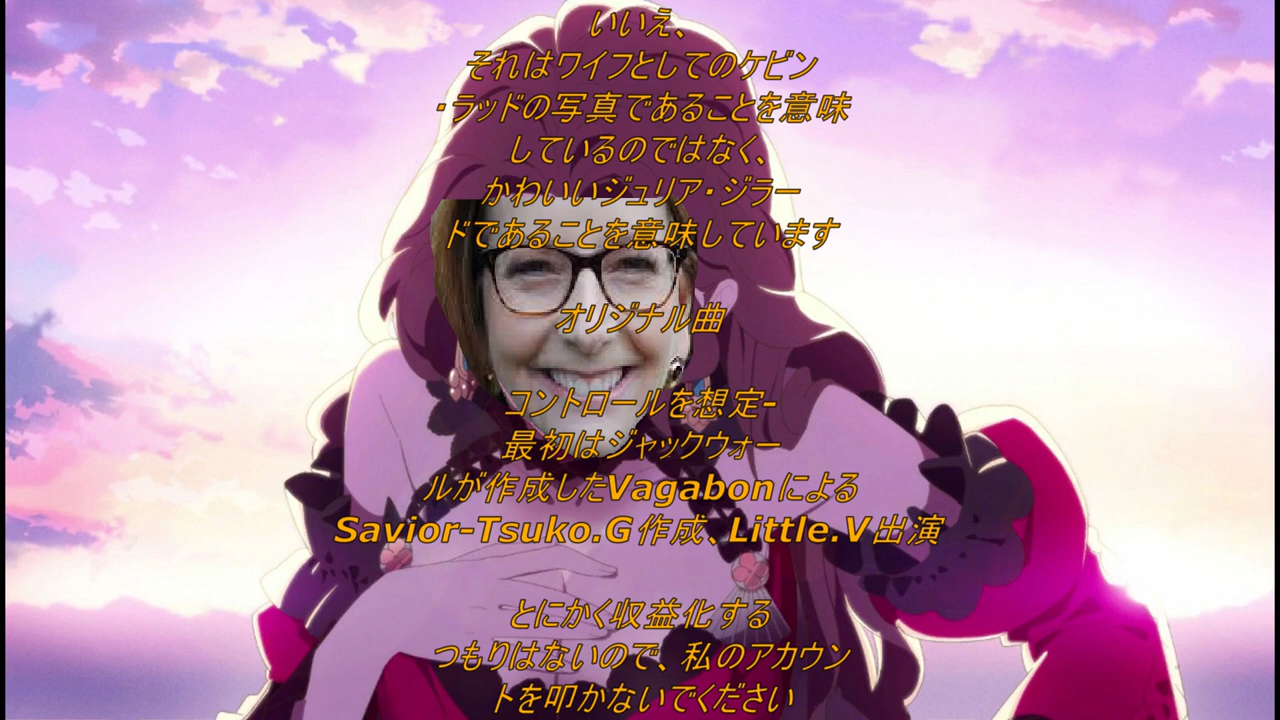 いいえ、
それはワイフとしてのケビン
・ラッドの写真であることを意味
しているのではなく、
かわいいジュリア・ジラー
ドであることを意味しています
オリジナル曲
コントロールを想定-
最初はジャックウォー
ルが作成したVagabonによる
Savior-Tsuko.G作成、Little.V出演
とにかく収益化する
つもりはないので、私のアカウン
トを叩かないでください